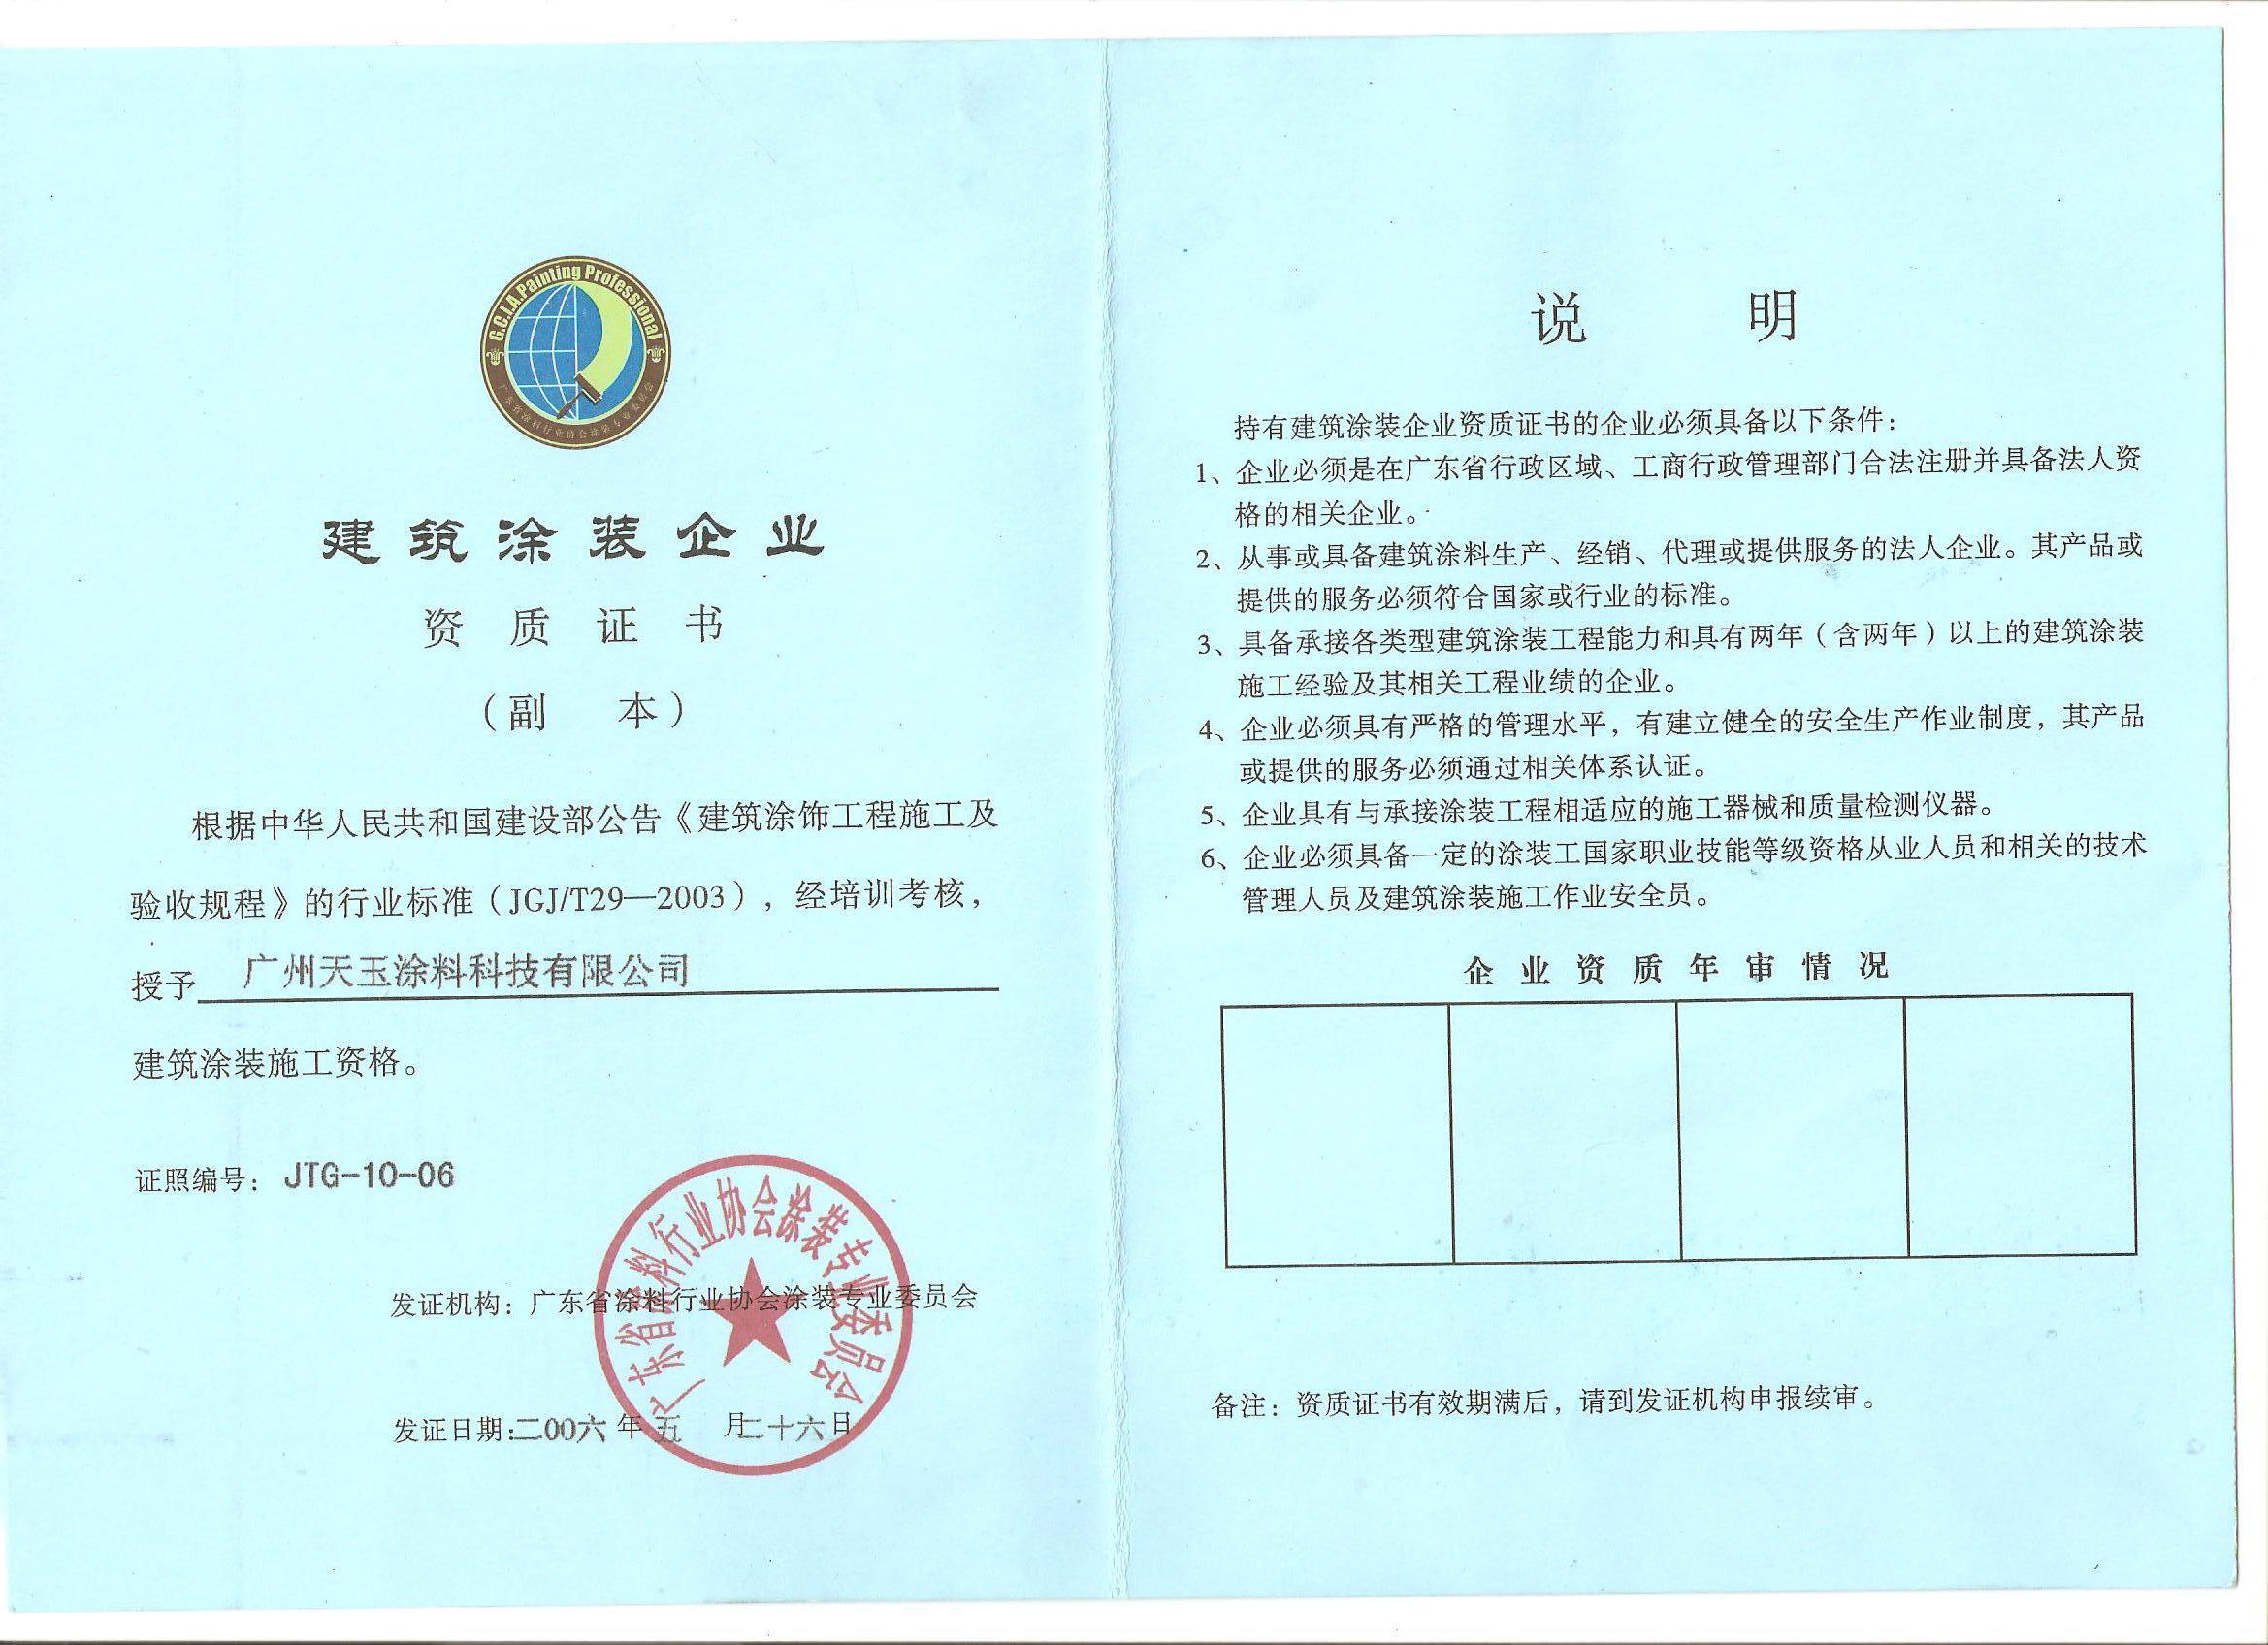 G.C.I.A.Painting Professional
广东省涂料行业协会涂装专业委员会
建筑涂装企业
资质证书
（副 本）
根据中华人民共和国建设部公告《建筑涂饰工程施工及
验收规程》的行业标准（JGJ/T29—2003），经培训考核，
授予 广州天玉涂料科技有限公司
建筑涂装施工资格。
证照编号：JTG-10-06
广东省涂料行业协会涂装专业委员会
发证机构：广东省涂料行业协会涂装专业委员会
发证日期：二00六年五 月二十六日
说 明
持有建筑涂装企业资质证书的企业必须具备以下条件：
1、企业必须是在广东省行政区域、工商行政管理部门合法注册并具备法人资
格的相关企业。
2、从事或具备建筑涂料生产、经销、代理或提供服务的法人企业。其产品或
提供的服务必须符合国家或行业的标准。
3、具备承接各类型建筑涂装工程能力和具有两年（含两年）以上的建筑涂装
施工经验及其相关工程业绩的企业。
4、企业必须具有严格的管理水平，有建立健全的安全生产作业制度，其产品
或提供的服务必须通过相关体系认证。
5、企业具有与承接涂装工程相适应的施工器械和质量检测仪器。
6、企业必须具备一定的涂装工国家职业技能等级资格从业人员和相关的技术
管理人员及建筑涂装施工作业安全员。
企业资质年审情况
备注：资质证书有效期满后，请到发证机构申报续审。